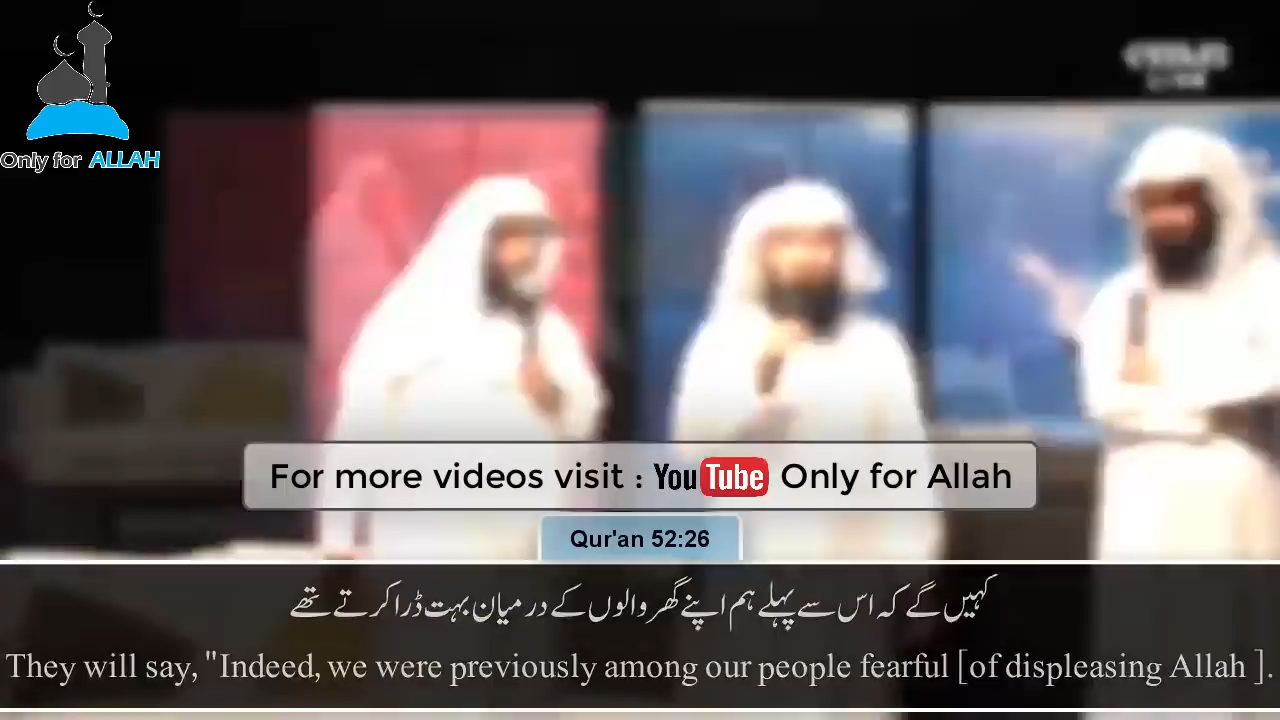 Only for ALLAH
For more videos visit : YouTube Only for Allah
Qur'an 52:26
کہیں گے کہ اس سے پہلے ہم اپنے گھر والوں کے درمیان بہت ڈرا کرتے تھے
They will say, "Indeed, we were previously among our people fearful [of displeasing Allah ].